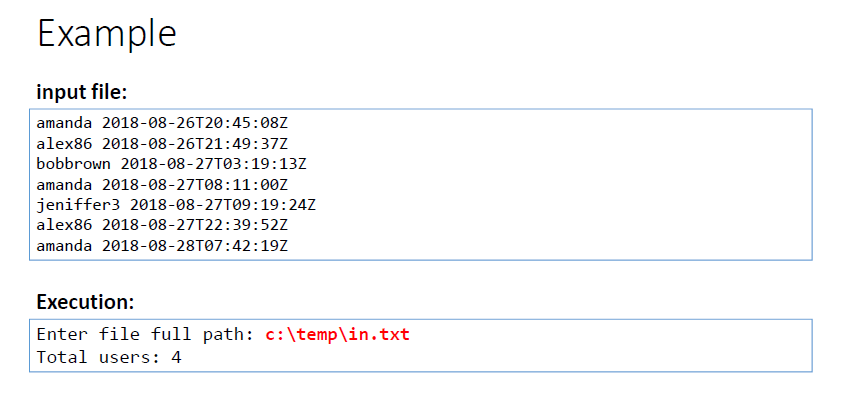 Example
input file:
amanda 2018-08-26T20:45:08Z
alex86 2018-08-26T21:49:37Z
bobbrown 2018-08-27T03:19:13Z
amanda 2018-08-27T08:11:00Z
jeniffer3 2018-08-27T09:19:24Z
alex86 2018-08-27T22:39:52Z
amanda 2018-08-28T07:42:19Z
Execution:
Enter file full path: c:\temp\in.txt
Total users: 4